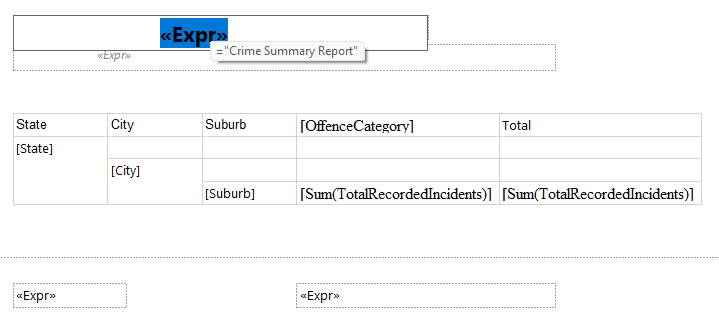 «Expr»
="Crime Summary Report"
«Expr»
State City Suburb [OffenceCategory] Total
[State]
[City]
[Suburb] [Sum(TotalRecordedIncidents)] [Sum(TotalRecordedIncidents)]
«Expr» «Expr»